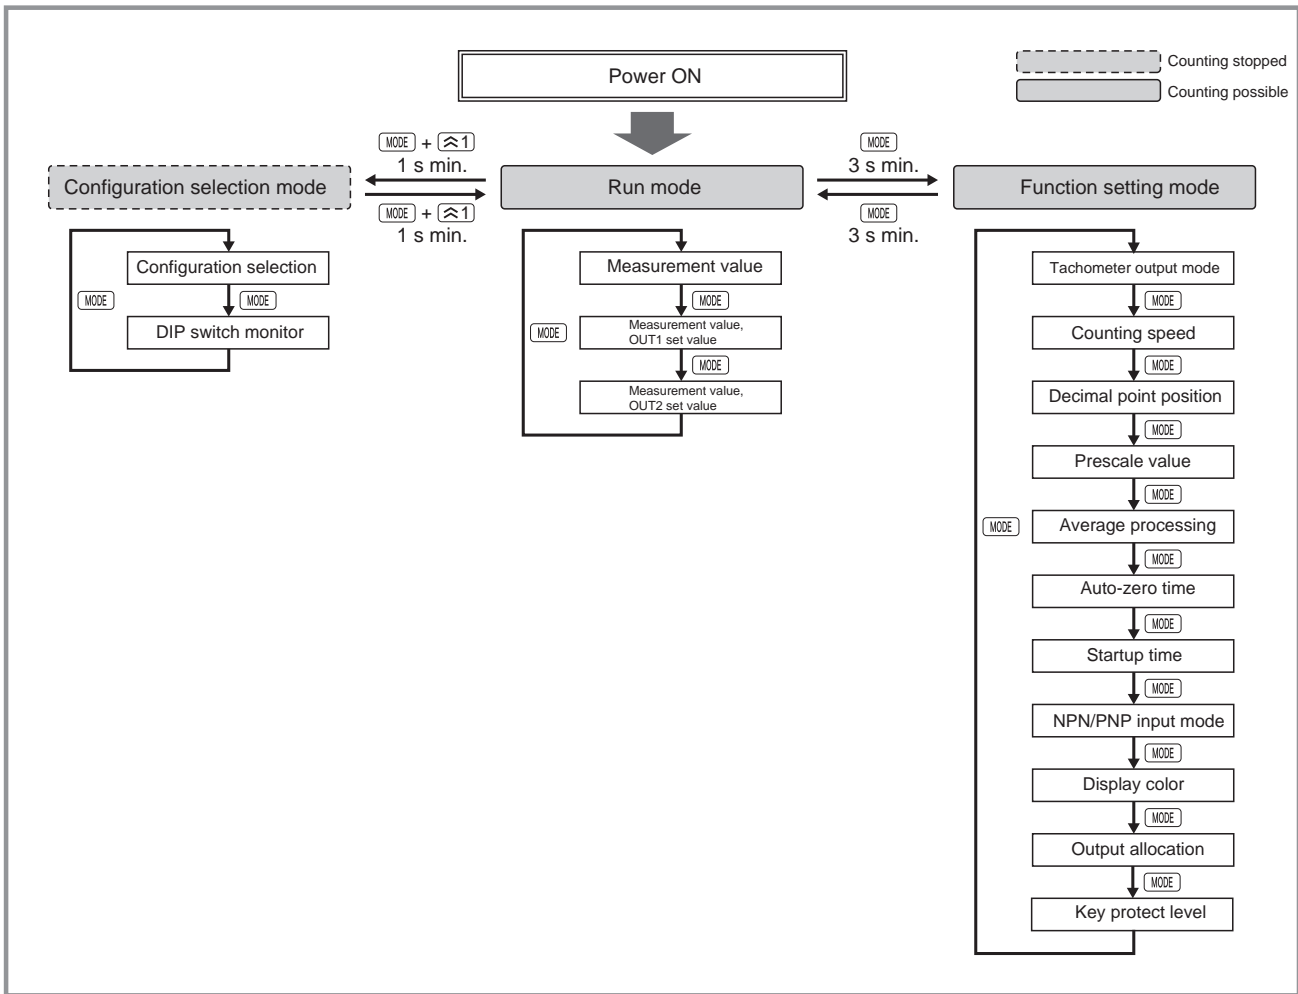 Power ON
Counting stopped
Counting possible
MODE + 1
1 s min.
MODE
3 s min.
Configuration selection mode
Run mode
Function setting mode
MODE + 1
1 s min.
MODE
3 s min.
Configuration selection
MODE
MODE
DIP switch monitor
Measurement value
MODE
MODE
Measurement value,
OUT1 set value
MODE
Measurement value,
OUT2 set value
Tachometer output mode
MODE
Counting speed
MODE
Decimal point position
MODE
Prescale value
MODE
MODE
Average processing
MODE
Auto-zero time
MODE
Startup time
MODE
NPN/PNP input mode
MODE
Display color
MODE
Output allocation
MODE
Key protect level